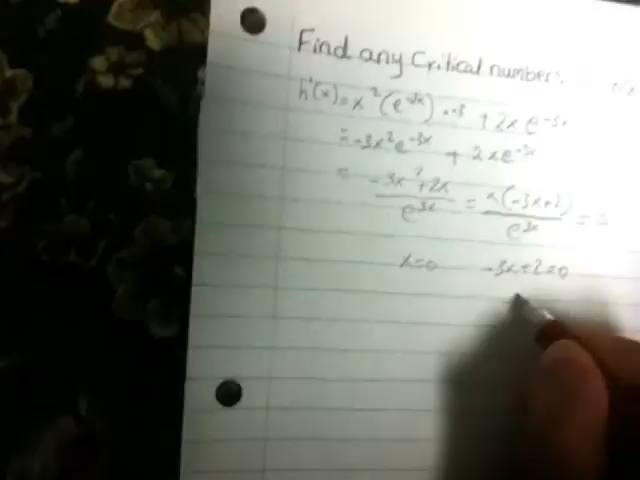 Find any Critical number:
h'(x) = x²(e^-3x) · -3 + 2x e^-3x
= -3x²e^-3x + 2xe^-3x
= -3x²+2x / e^3x = x(-3x+2) / e^3x = 0
x=0 -3x+2=0